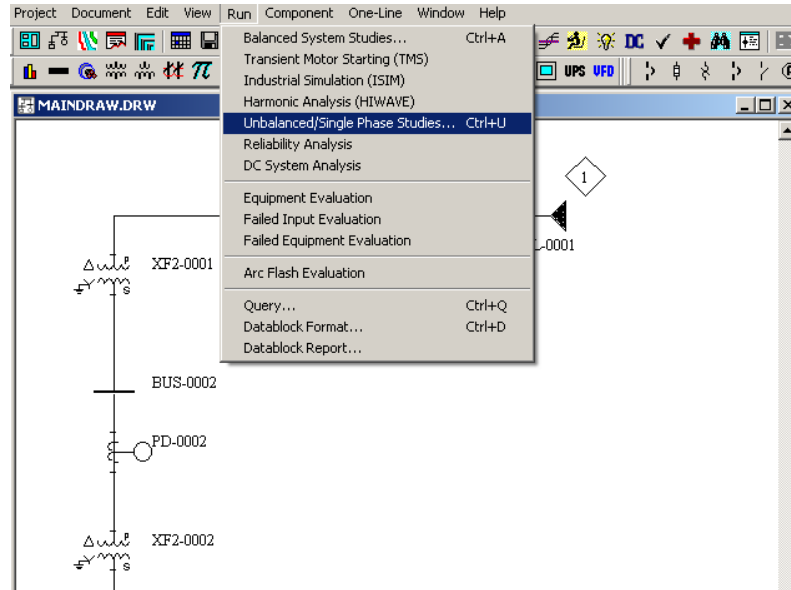 Project Document Edit View Run Component One-Line Window Help
Balanced System Studies... Ctrl+A
DC
Transient Motor Starting (TMS)
π
UPS VFD
Industrial Simulation (ISIM)
MAINDRAW.DRW
Harmonic Analysis (HIWAVE)
Unbalanced/Single Phase Studies... Ctrl+U
Reliability Analysis
DC System Analysis
1
Equipment Evaluation
Failed Input Evaluation
Failed Equipment Evaluation
L-0001
Δ P XF2-0001
S
Arc Flash Evaluation
Query... Ctrl+Q
Datablock Format... Ctrl+D
Datablock Report...
BUS-0002
PD-0002
Δ P XF2-0002
S